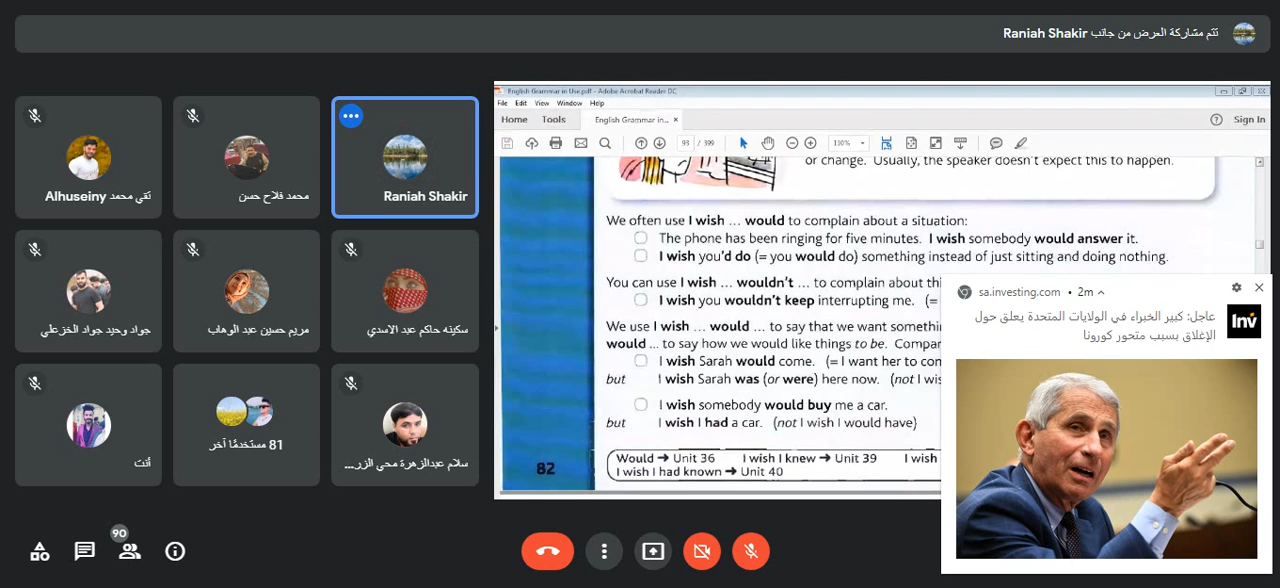 تتم مشاركة العرض من جانب Raniah Shakir
تقي محمد Alhuseiny
محمد فلاح حسن
Raniah Shakir
جواد وحيد جواد الخزعلي
مريم حسين عبد الوهاب
سكينه حاكم عبد الاسدي
أنت
81 مستخدمًا آخر
سلام عبدالزهرة محي الزر...
90
English Grammar in Use.pdf - Adobe Acrobat Reader DC
File Edit View Window Help
Home Tools English Grammar in... × Sign In
93 / 399 110%
or change. Usually, the speaker doesn't expect this to happen.
We often use I wish ... would to complain about a situation:
The phone has been ringing for five minutes. I wish somebody would answer it.
I wish you'd do (= you would do) something instead of just sitting and doing nothing.
You can use I wish ... wouldn't ... to complain about thi
I wish you wouldn't keep interrupting me. (=
We use I wish ... would ... to say that we want somethin
would ... to say how we would like things to be. Compar
I wish Sarah would come. (= I want her to con
but I wish Sarah was (or were) here now. (not I wis
I wish somebody would buy me a car.
but I wish I had a car. (not I wish I would have)
82
Would ➜ Unit 36 I wish I knew ➜ Unit 39 I wish
I wish I had known ➜ Unit 40
sa.investing.com • 2m
عاجل: كبير الخبراء في الولايات المتحدة يعلق حول
الإغلاق بسبب متحور كورونا
Inv